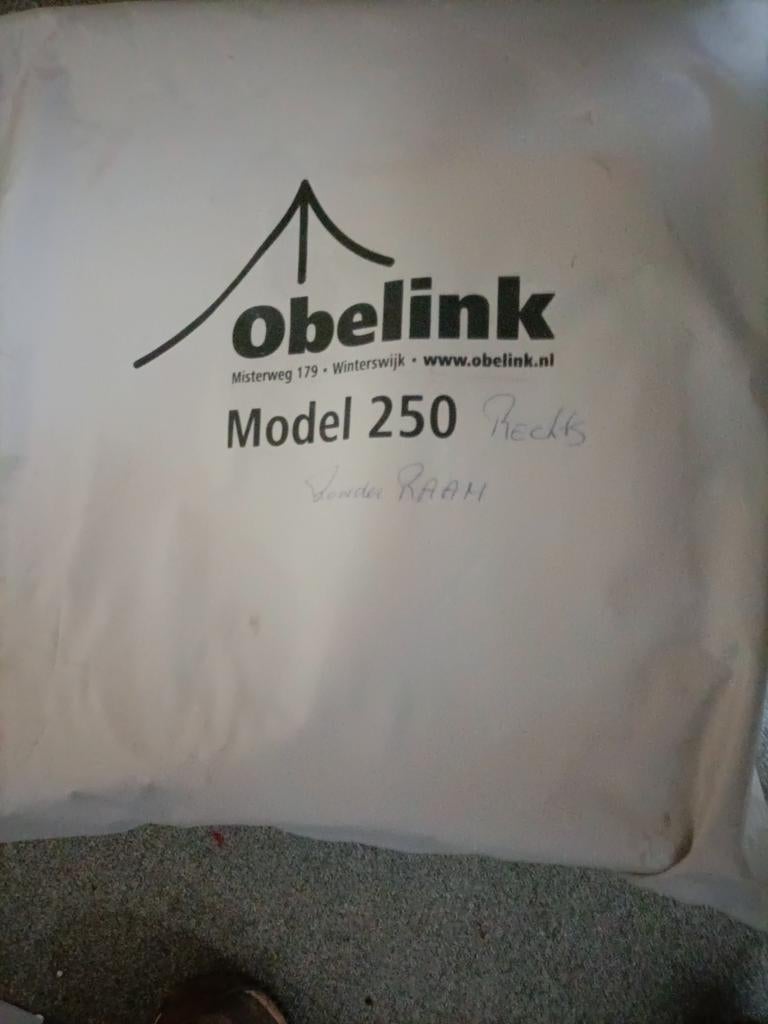 Obelink
Misterweg 179 • Winterswijk • www.obelink.nl
Model 250 Rechts
Zonder RAAM